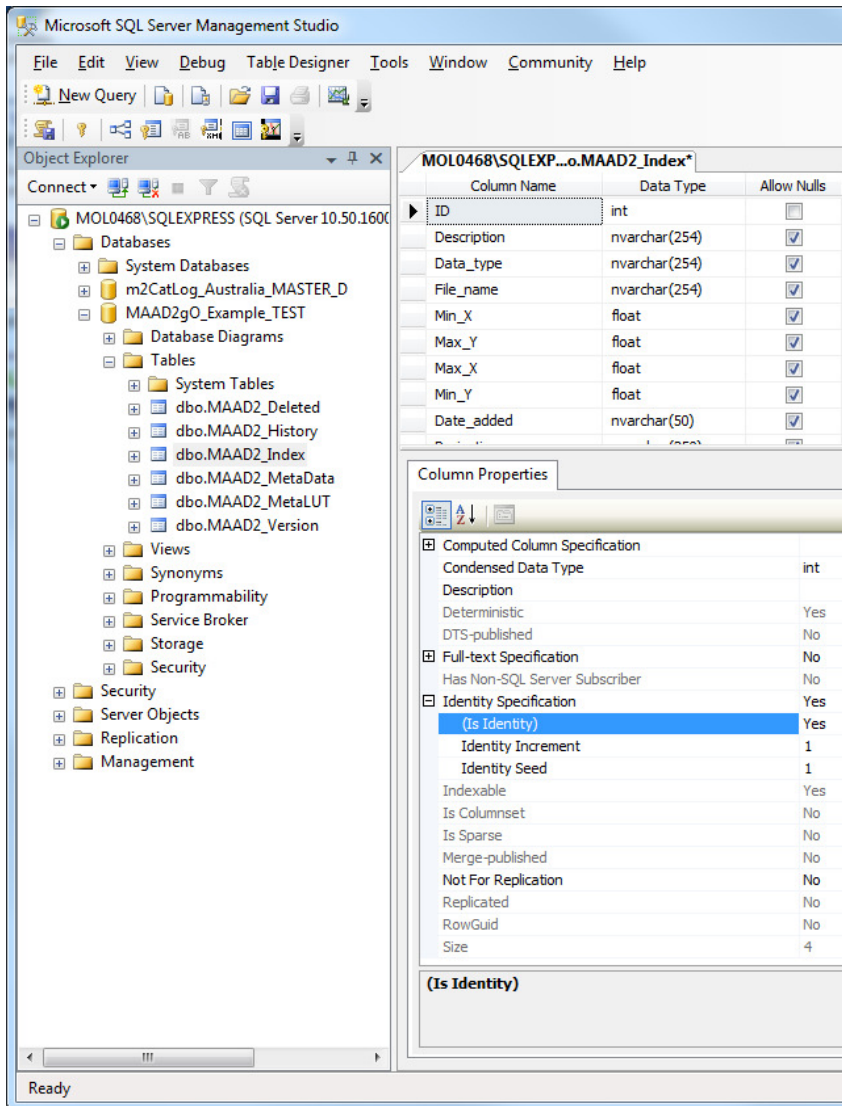 Microsoft SQL Server Management Studio
File Edit View Debug Table Designer Tools Window Community Help
New Query
Object Explorer
Connect
MOL0468\SQLEXPRESS (SQL Server 10.50.160
Databases
System Databases
m2CatLog_Australia_MASTER_D
MAAD2gO_Example_TEST
Database Diagrams
Tables
System Tables
dbo.MAAD2_Deleted
dbo.MAAD2_History
dbo.MAAD2_Index
dbo.MAAD2_MetaData
dbo.MAAD2_MetaLUT
dbo.MAAD2_Version
Views
Synonyms
Programmability
Service Broker
Storage
Security
Security
Server Objects
Replication
Management
MOL0468\SQLEXP...o.MAAD2_Index*
Column Name Data Type Allow Nulls
ID int
Description nvarchar(254)
Data_type nvarchar(254)
File_name nvarchar(254)
Min_X float
Max_Y float
Max_X float
Min_Y float
Date_added nvarchar(50)
Column Properties
Computed Column Specification
Condensed Data Type int
Description
Deterministic Yes
DTS-published No
Full-text Specification No
Has Non-SQL Server Subscriber No
Identity Specification Yes
(Is Identity) Yes
Identity Increment 1
Identity Seed 1
Indexable Yes
Is Columnset No
Is Sparse No
Merge-published No
Not For Replication No
Replicated No
RowGuid No
Size 4
(Is Identity)
Ready